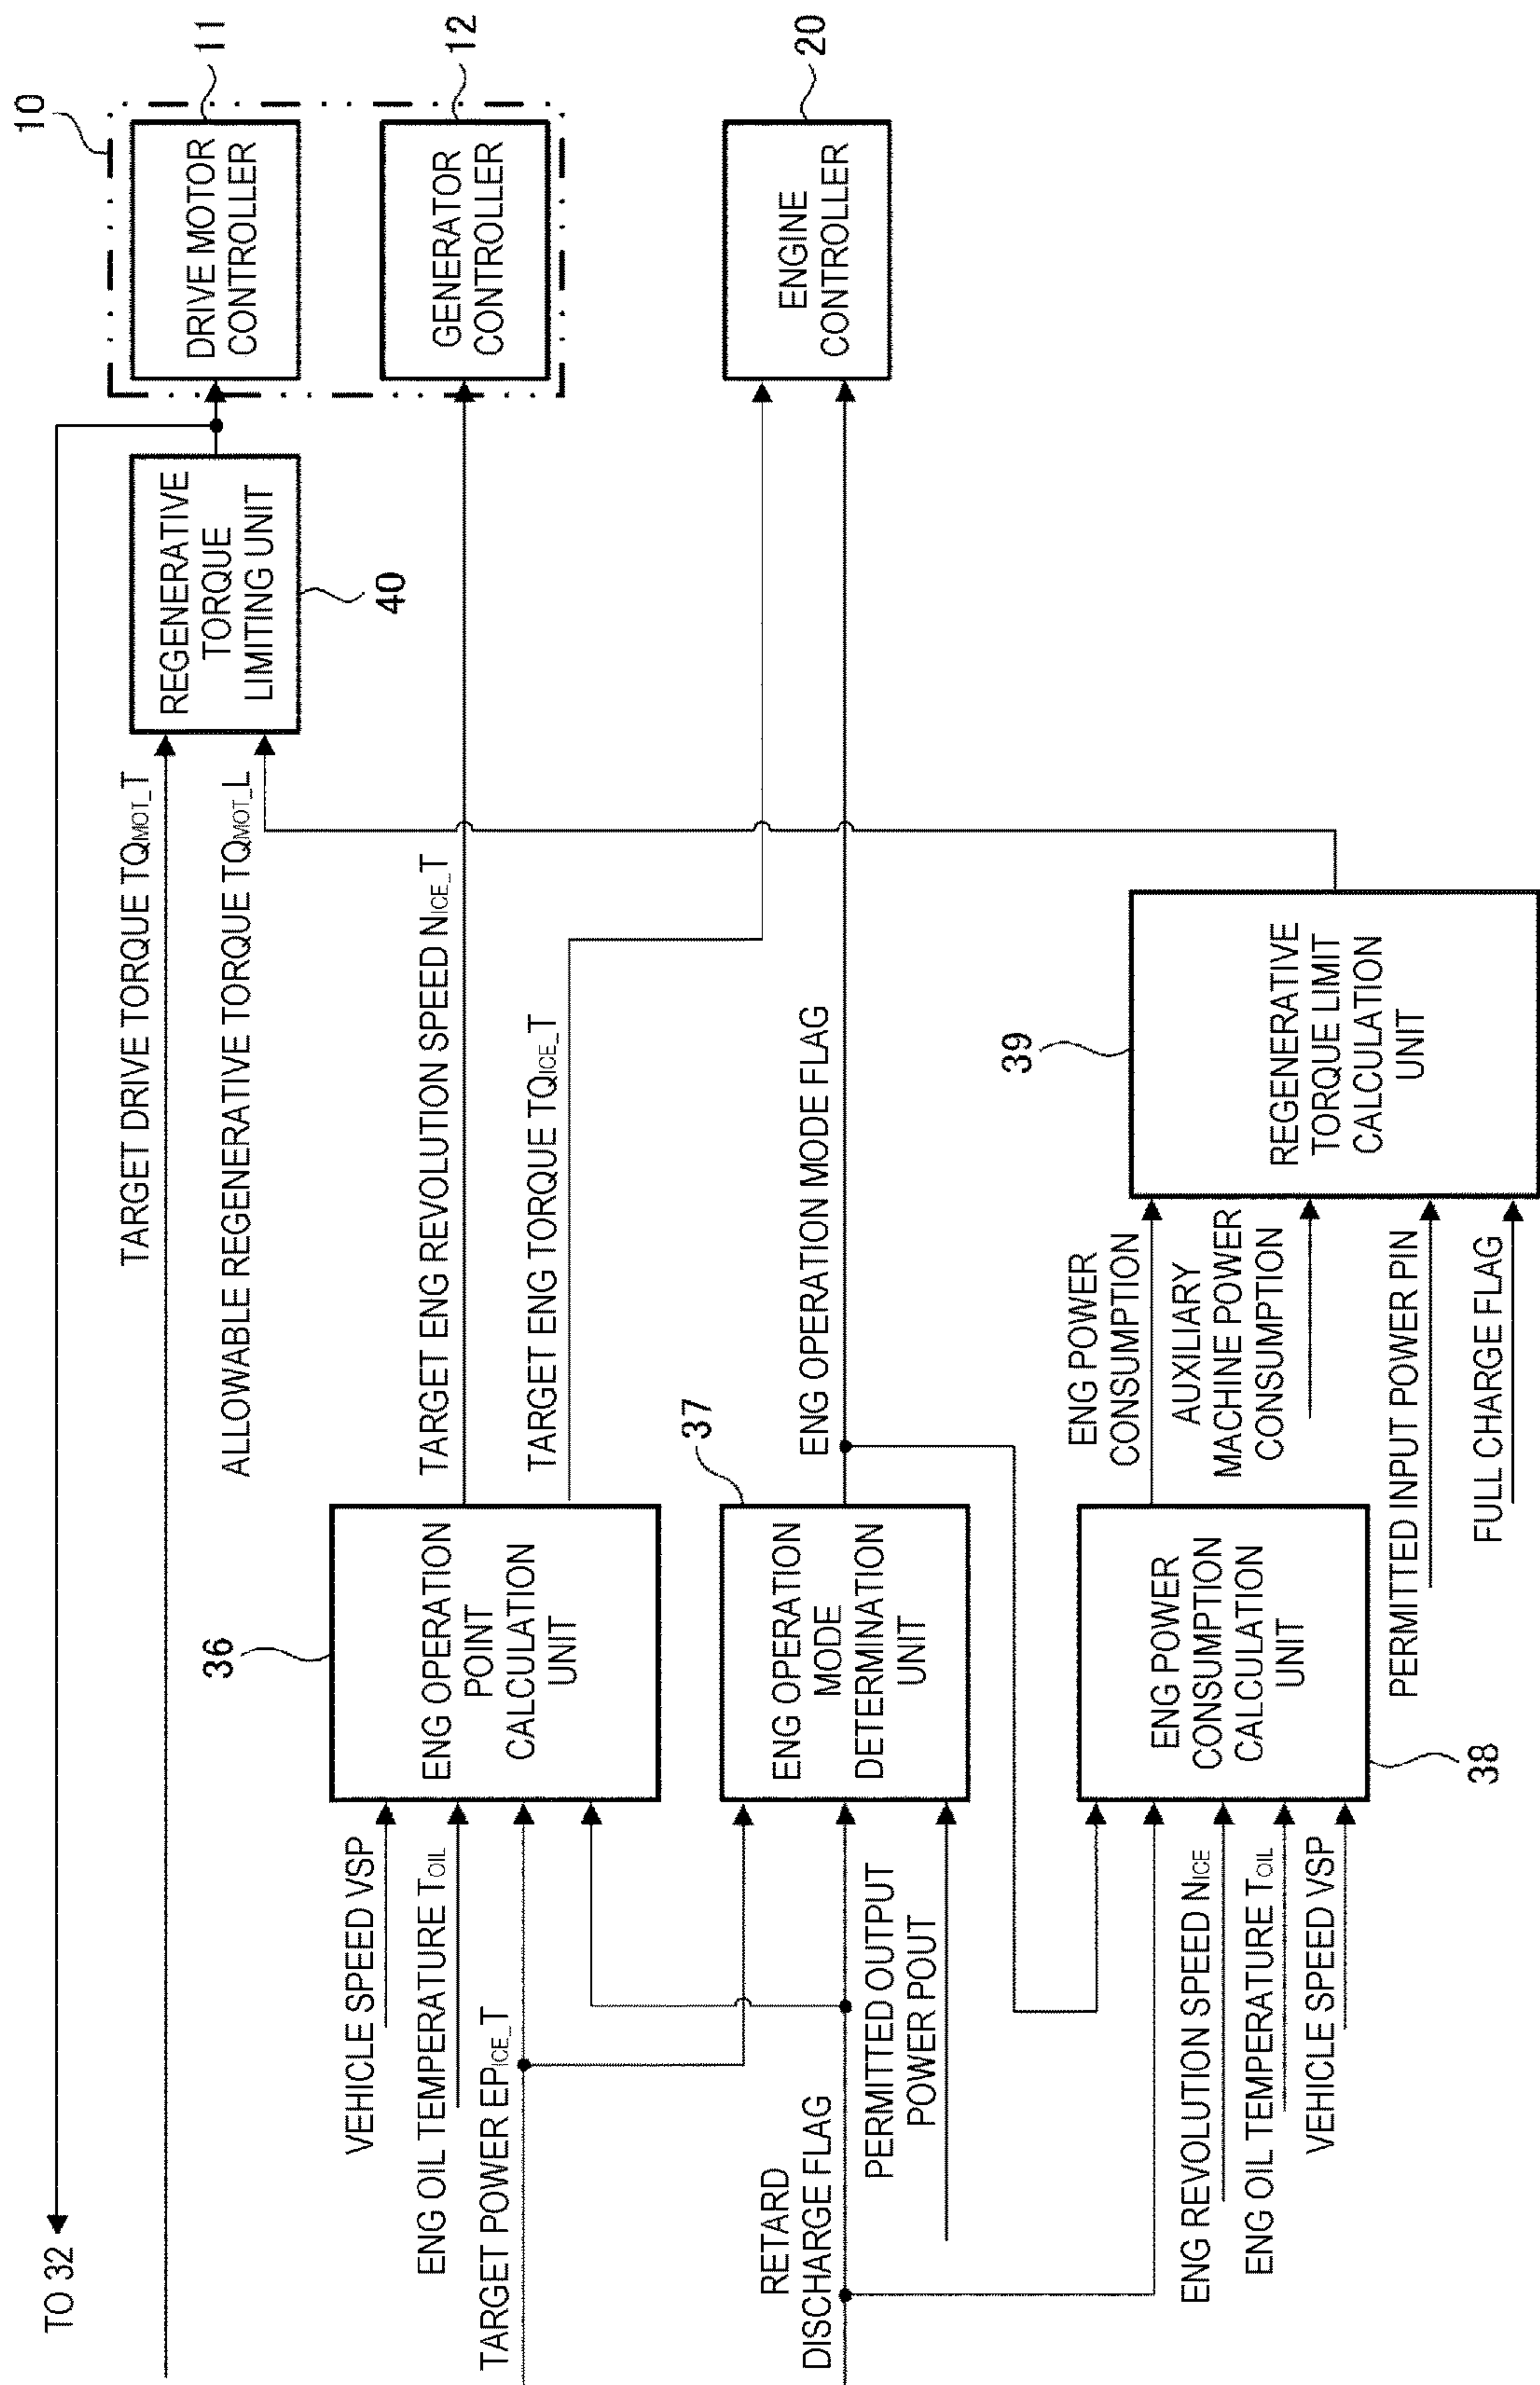 TO 32
10
11
12
20
DRIVE MOTOR
CONTROLLER
GENERATOR
CONTROLLER
ENGINE
CONTROLLER
REGENERATIVE
TORQUE
LIMITING UNIT
40
TARGET DRIVE TORQUE TQMOT_T
ALLOWABLE REGENERATIVE TORQUE TQMOT_L
TARGET ENG REVOLUTION SPEED NICE_T
TARGET ENG TORQUE TQICE_T
ENG OPERATION MODE FLAG
36
ENG OPERATION
POINT
CALCULATION
UNIT
VEHICLE SPEED VSP
ENG OIL TEMPERATURE TOIL
TARGET POWER EPICE_T
37
ENG OPERATION
MODE
DETERMINATION
UNIT
RETARD
DISCHARGE FLAG
PERMITTED OUTPUT
POWER POUT
38
ENG POWER
CONSUMPTION
CALCULATION
UNIT
ENG REVOLUTION SPEED NICE
ENG OIL TEMPERATURE TOIL
VEHICLE SPEED VSP
39
REGENERATIVE
TORQUE LIMIT
CALCULATION
UNIT
ENG POWER
CONSUMPTION
AUXILIARY
MACHINE POWER
CONSUMPTION
PERMITTED INPUT POWER PIN
FULL CHARGE FLAG